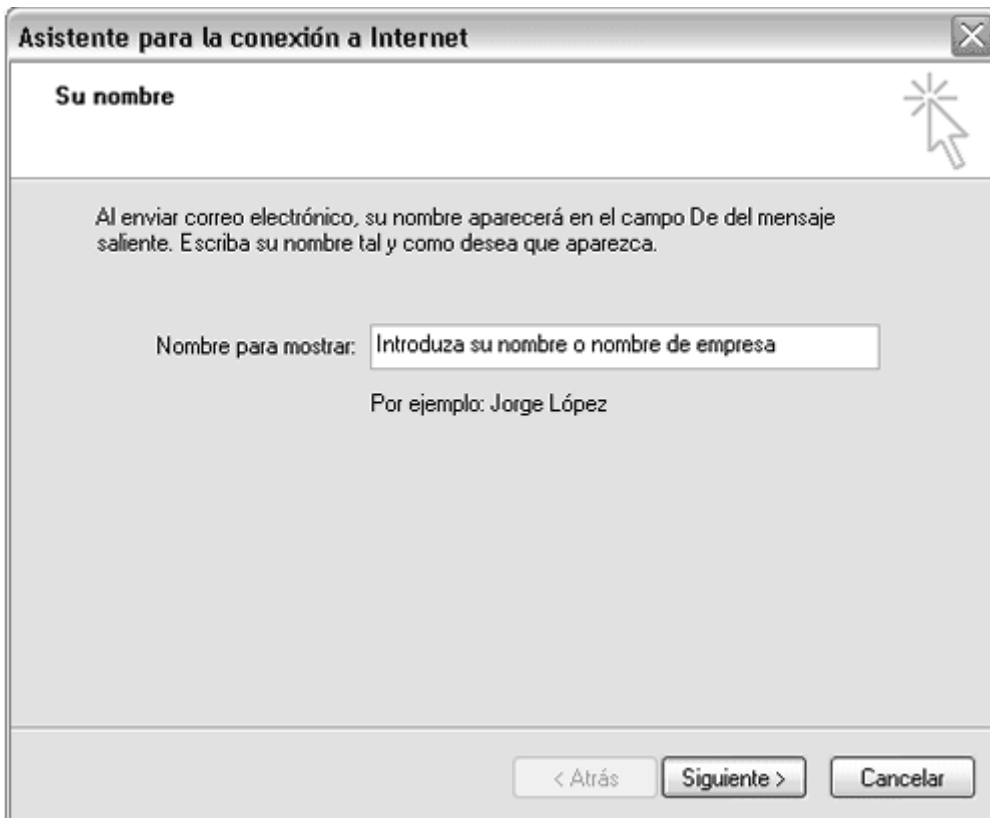 Asistente para la conexión a Internet
Su nombre
Al enviar correo electrónico, su nombre aparecerá en el campo De del mensaje
saliente. Escriba su nombre tal y como desea que aparezca.
Nombre para mostrar: Introduza su nombre o nombre de empresa
Por ejemplo: Jorge López
< Atrás Siguiente > Cancelar